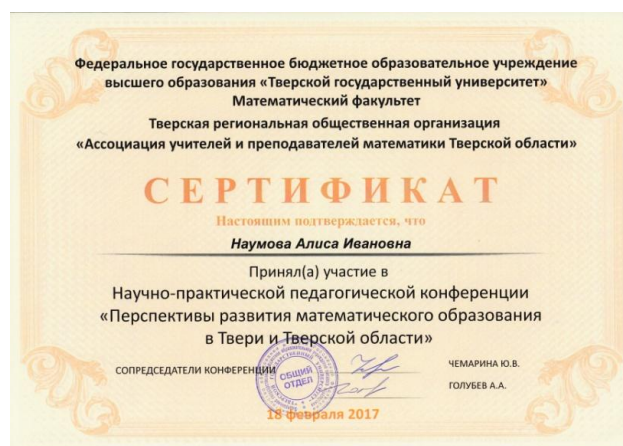 Федеральное государственное бюджетное образовательное учреждение
высшего образования «Тверской государственный университет»
Математический факультет
Тверская региональная общественная организация
«Ассоциация учителей и преподавателей математики Тверской области»
СЕРТИФИКАТ
Настоящим подтверждается, что
Наумова Алиса Ивановна
Принял(а) участие в
Научно-практической педагогической конференции
«Перспективы развития математического образования
в Твери и Тверской области»
СОПРЕДСЕДАТЕЛИ КОНФЕРЕНЦИИ
ЧЕМАРИНА Ю.В.
ГОЛУБЕВ А.А.
ОБЩИЙ
ОТДЕЛ
18 февраля 2017